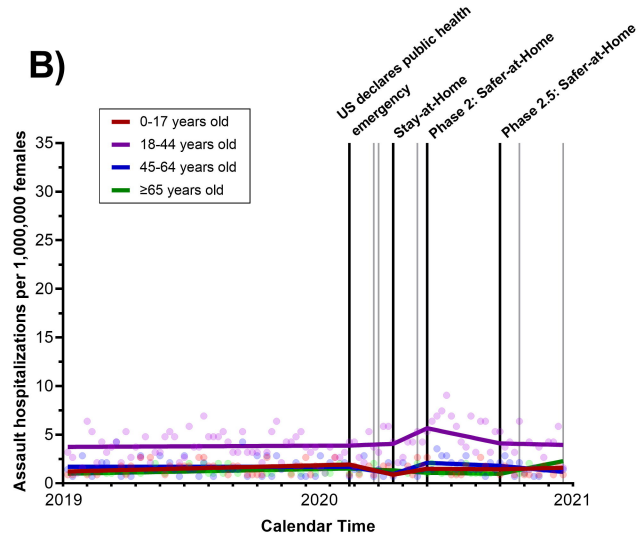 B)
US declares public health
emergency
Stay-at-Home
Phase 2: Safer-at-Home
Phase 2.5: Safer-at-Home
0-17 years old
18-44 years old
45-64 years old
≥65 years old
Assault hospitalizations per 1,000,000 females
35
30
25
20
15
10
5
0
2019
2020
2021
Calendar Time